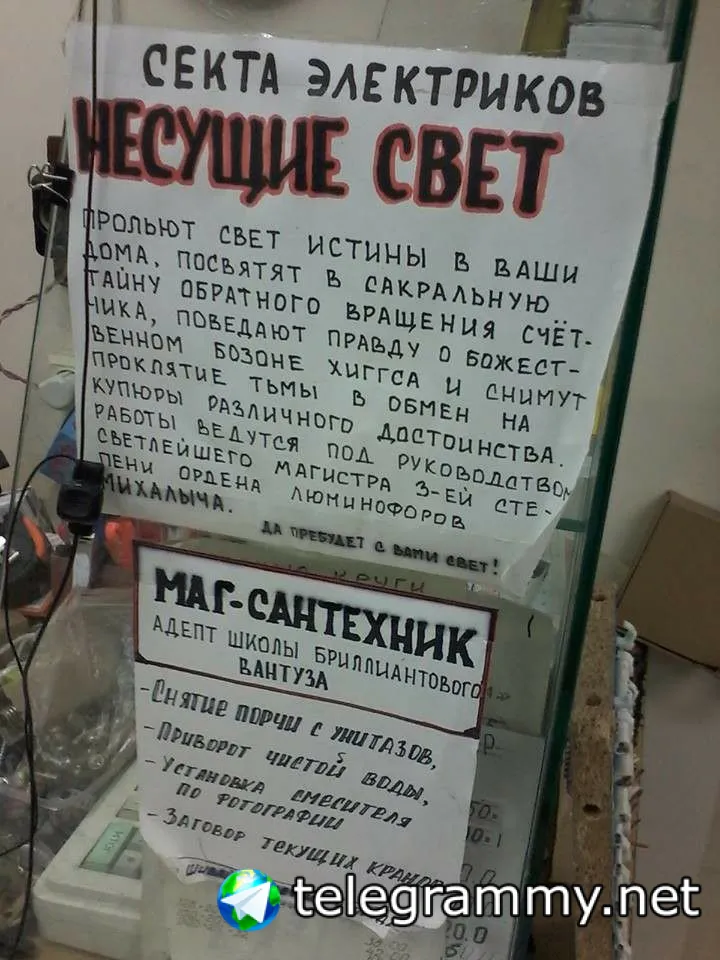 СЕКТА ЭЛЕКТРИКОВ
НЕСУЩИЕ СВЕТ
ПРОЛЬЮТ СВЕТ ИСТИНЫ В ВАШИ
ДОМА, ПОСВЯТЯТ В САКРАЛЬНУЮ
ТАЙНУ ОБРАТНОГО ВРАЩЕНИЯ СЧЁТ-
ЧИКА, ПОВЕДАЮТ ПРАВДУ О БОЖЕСТ-
ВЕННОМ БОЗОНЕ ХИГГСА И СНИМУТ
ПРОКЛЯТИЕ ТЬМЫ В ОБМЕН НА
КУПЮРЫ РАЗЛИЧНОГО ДОСТОИНСТВА.
РАБОТЫ ВЕДУТСЯ ПОД РУКОВОДСТВОМ
СВЕТЛЕЙШЕГО МАГИСТРА 3-ЕЙ СТЕ-
ПЕНИ ОРДЕНА ЛЮМИНОФОРОВ
МИХАЛЫЧА.
ДА ПРЕБУДЕТ С ВАМИ СВЕТ!
КРУГИ
МАГ-САНТЕХНИК
АДЕПТ ШКОЛЫ БРИЛЛИАНТОВОГО
ВАНТУЗА
-СНЯТИЕ ПОРЧИ С УНИТАЗОВ,
-ПРИВОРОТ ЧИСТОЙ ВОДЫ,
-УСТАНОВКА СМЕСИТЕЛЯ
ПО ФОТОГРАФИИ
-ЗАГОВОР ТЕКУЩИХ КРАНОВ
telegrammy.net